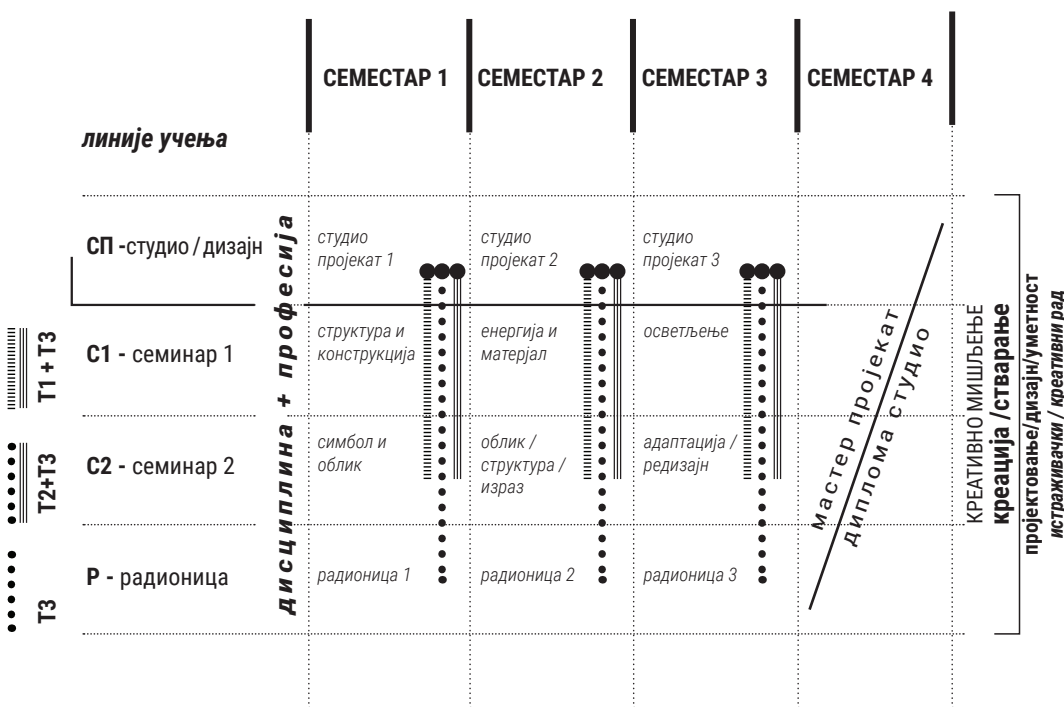 СЕМЕСТАР 1
СЕМЕСТАР 2
СЕМЕСТАР 3
СЕМЕСТАР 4
линије учења
дисциплина + професија
СП -студио / дизајн
студио
пројекат 1
студио
пројекат 2
студио
пројекат 3
Т1 + Т3
С1 - семинар 1
структура и
конструкција
енергија и
матерјал
осветљење
Т2+Т3
С2 - семинар 2
симбол и
облик
облик /
структура /
израз
адаптација /
редизајн
Т3
Р - радионица
радионица 1
радионица 2
радионица 3
мастер пројекат
диплома студио
КРЕАТИВНО МИШЉЕЊЕ
креација /стварање
пројектовање/дизајн/уметност
истраживачки / креативни рад